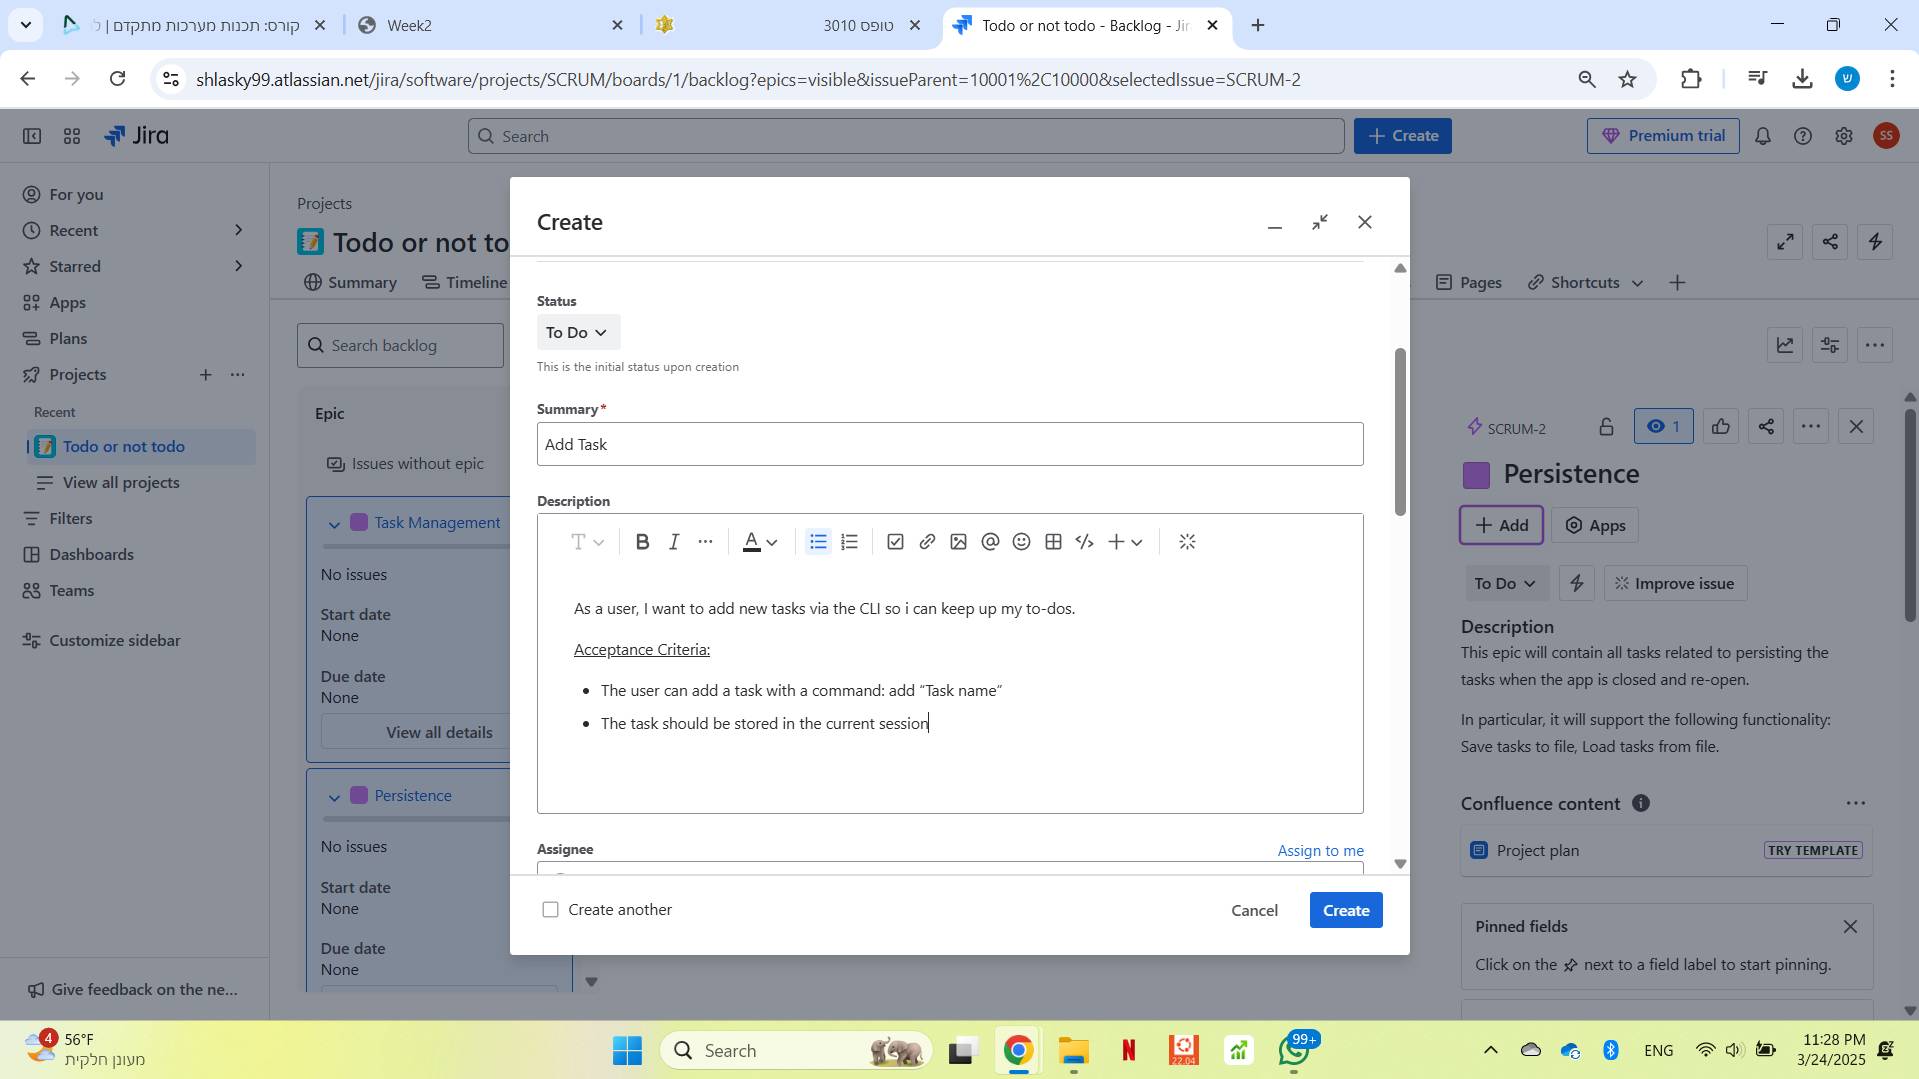 קורס: תכנות מערכות מתקדם | ל
Week2
טופס 3010
Todo or not todo - Backlog - Jir
shlasky99.atlassian.net/jira/software/projects/SCRUM/boards/1/backlog?epics=visible&issueParent=10001%2C10000&selectedIssue=SCRUM-2
ש
Jira
Search
Create
Premium trial
SS
For you
Recent
Starred
Apps
Plans
Projects
Recent
Todo or not todo
View all projects
Filters
Dashboards
Teams
Customize sidebar
Give feedback on the ne...
Projects
Todo or not to
Summary
Timeline
Pages
Shortcuts
Search backlog
Epic
Issues without epic
Task Management
No issues
Start date
None
Due date
None
View all details
Persistence
No issues
Start date
None
Due date
None
Create
Status
To Do
This is the initial status upon creation
Summary*
Add Task
Description
As a user, I want to add new tasks via the CLI so i can keep up my to-dos.
Acceptance Criteria:
The user can add a task with a command: add “Task name”
The task should be stored in the current session
Assignee
Assign to me
Create another
Cancel
Create
SCRUM-2
1
Persistence
Add
Apps
To Do
Improve issue
Description
This epic will contain all tasks related to persisting the
tasks when the app is closed and re-open.
In particular, it will support the following functionality:
Save tasks to file, Load tasks from file.
Confluence content
Project plan
TRY TEMPLATE
Pinned fields
Click on the next to a field label to start pinning.
4
56°F
מעונן חלקית
Search
22.04
99+
ENG
11:28 PM
3/24/2025